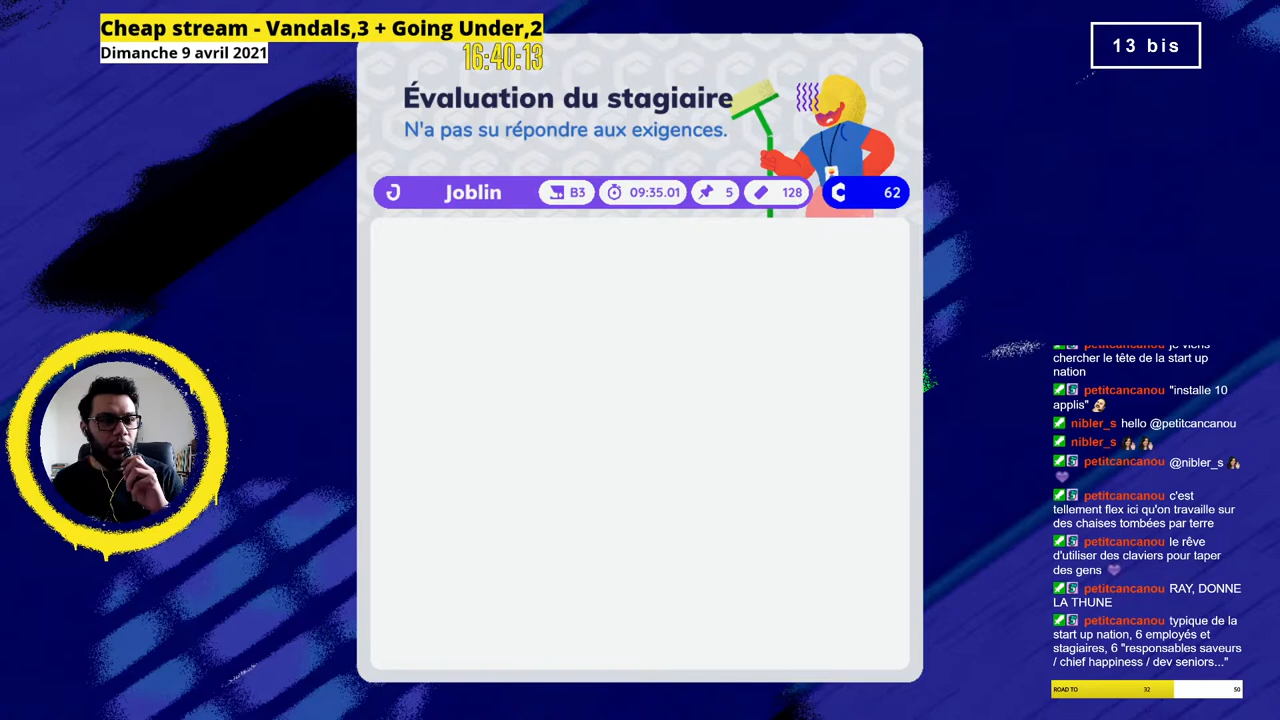 Cheap stream - Vandals,3 + Going Under,2
Dimanche 9 avril 2021
16:40:13
13 bis
Évaluation du stagiaire
N'a pas su répondre aux exigences.
J Joblin B3 09:35.01 5 128 62
petitcancanou je viens
chercher le tête de la start up
nation
petitcancanou "installe 10
applis"
nibler_s hello @petitcancanou
nibler_s
petitcancanou @nibler_s
petitcancanou c'est
tellement flex ici qu'on travaille sur
des chaises tombées par terre
petitcancanou le rêve
d'utiliser des claviers pour taper
des gens
petitcancanou RAY, DONNE
LA THUNE
petitcancanou typique de la
start up nation, 6 employés et
stagiaires, 6 "responsables saveurs
/ chief happiness / dev seniors..."
ROAD TO 32 50